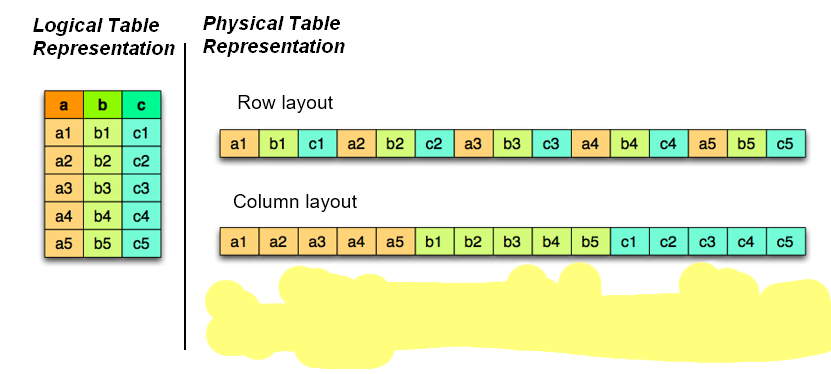 Logical Table
Representation
Physical Table
Representation
a b c
a1 b1 c1
a2 b2 c2
a3 b3 c3
a4 b4 c4
a5 b5 c5
Row layout
a1 b1 c1 a2 b2 c2 a3 b3 c3 a4 b4 c4 a5 b5 c5
Column layout
a1 a2 a3 a4 a5 b1 b2 b3 b4 b5 c1 c2 c3 c4 c5